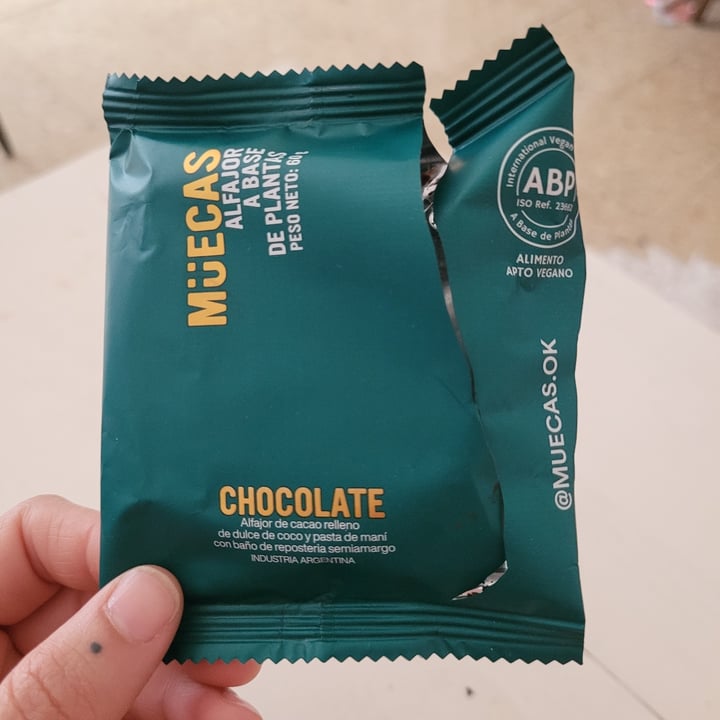 MÜECAS
ALFAJOR
A BASE
DE PLANTAS
PESO NETO: 60g
CHOCOLATE
Alfajor de cacao relleno
de dulce de coco y pasta de maní
con baño de repostería semiamargo
INDUSTRIA ARGENTINA
International Vegan
ABP
ISO Ref. 23662
A Base de Plantas
ALIMENTO
APTO VEGANO
@MUECAS.OK